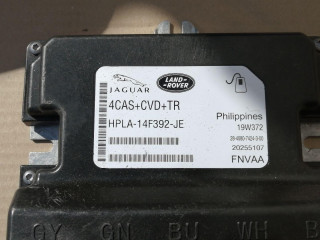 JAGUAR
LAND-ROVER
4CAS+CVD+TR
HPLA-14F392-JE
Philippines
19W372
20255107
FNVAA
GY GN BU WH B